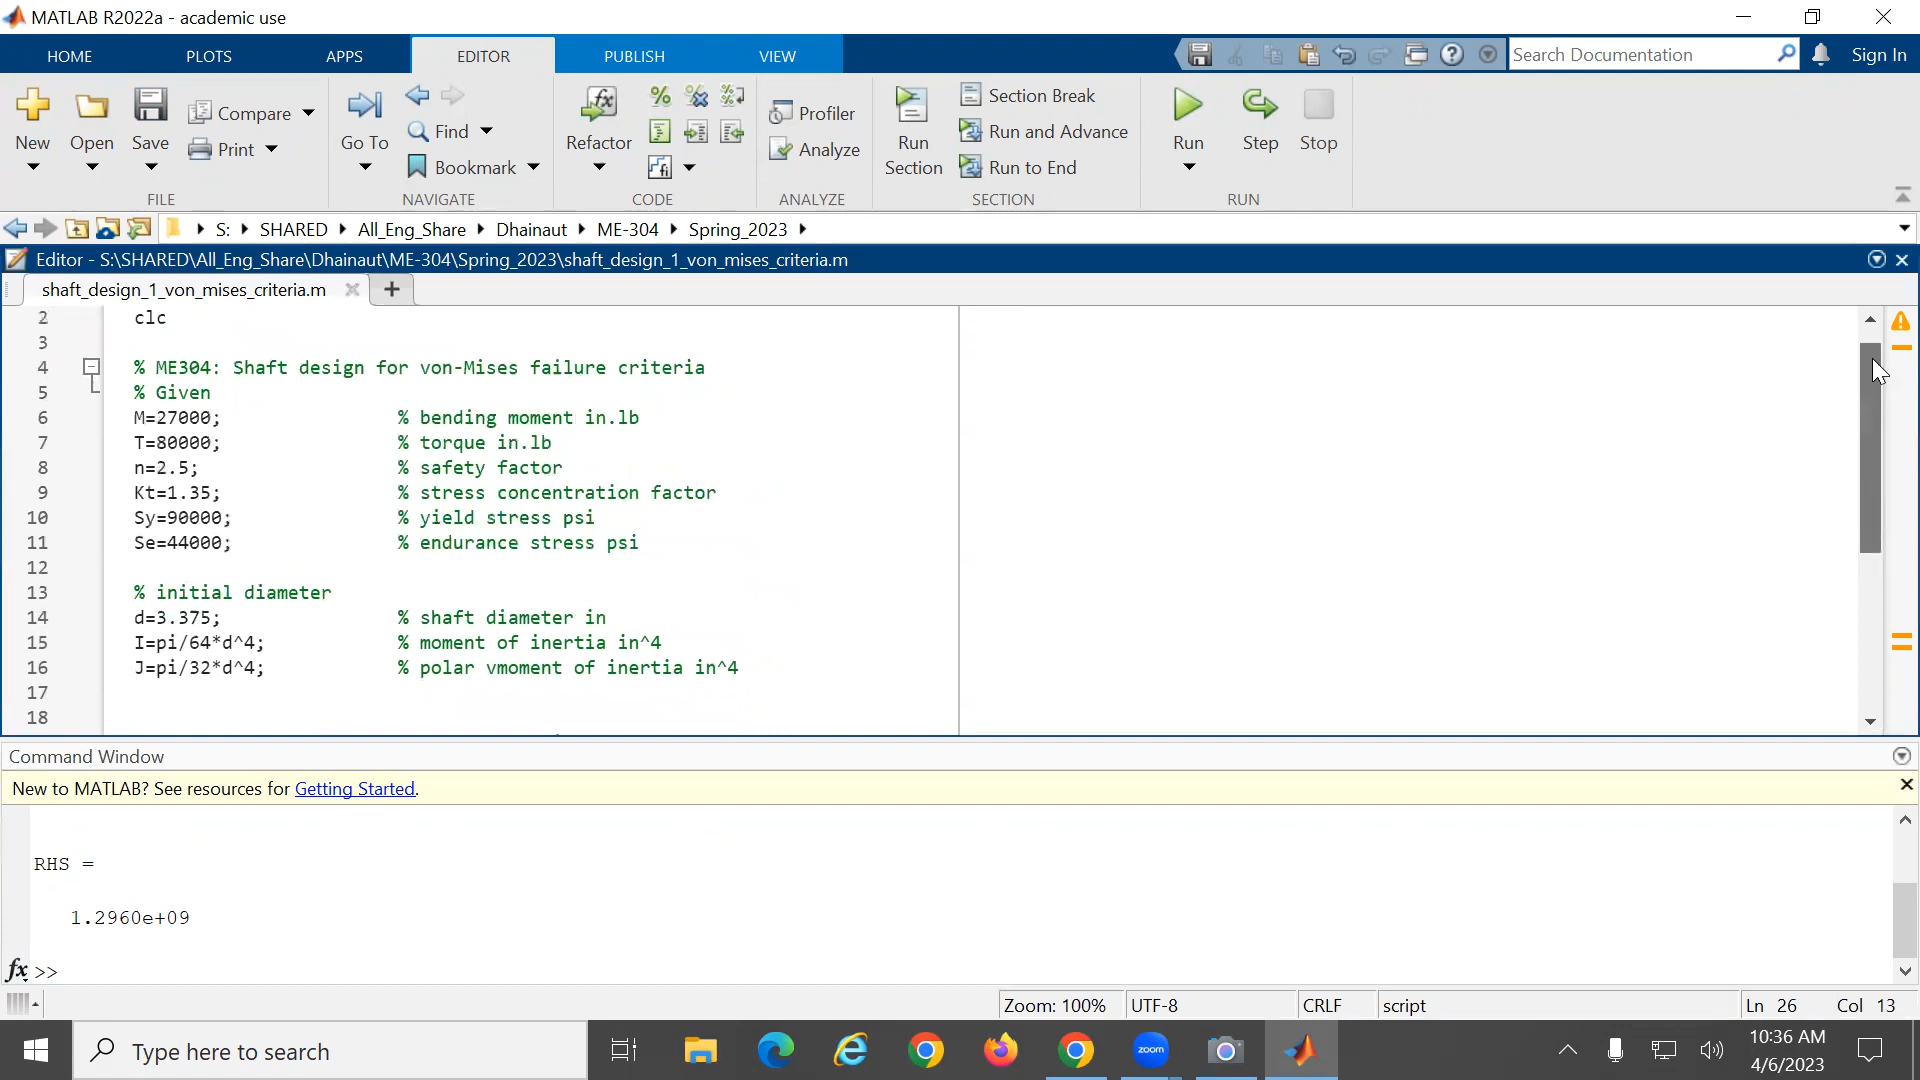 MATLAB R2022a - academic use
HOME PLOTS APPS EDITOR PUBLISH VIEW Search Documentation Sign In
New Open Save Compare Print Go To Find Bookmark Refactor Profiler Analyze Run Section Section Break Run and Advance Run to End Run Step Stop
FILE NAVIGATE CODE ANALYZE SECTION RUN
S: SHARED All_Eng_Share Dhainaut ME-304 Spring_2023
Editor - S:\SHARED\All_Eng_Share\Dhainaut\ME-304\Spring_2023\shaft_design_1_von_mises_criteria.m
shaft_design_1_von_mises_criteria.m
2 clc
3
4 % ME304: Shaft design for von-Mises failure criteria
5 % Given
6 M=27000; % bending moment in.lb
7 T=80000; % torque in.lb
8 n=2.5; % safety factor
9 Kt=1.35; % stress concentration factor
10 Sy=90000; % yield stress psi
11 Se=44000; % endurance stress psi
12
13 % initial diameter
14 d=3.375; % shaft diameter in
15 I=pi/64*d^4; % moment of inertia in^4
16 J=pi/32*d^4; % polar vmoment of inertia in^4
17
18
Command Window
New to MATLAB? See resources for Getting Started.
RHS =
1.2960e+09
fx >>
Zoom: 100% UTF-8 CRLF script Ln 26 Col 13
Type here to search
zoom
10:36 AM
4/6/2023